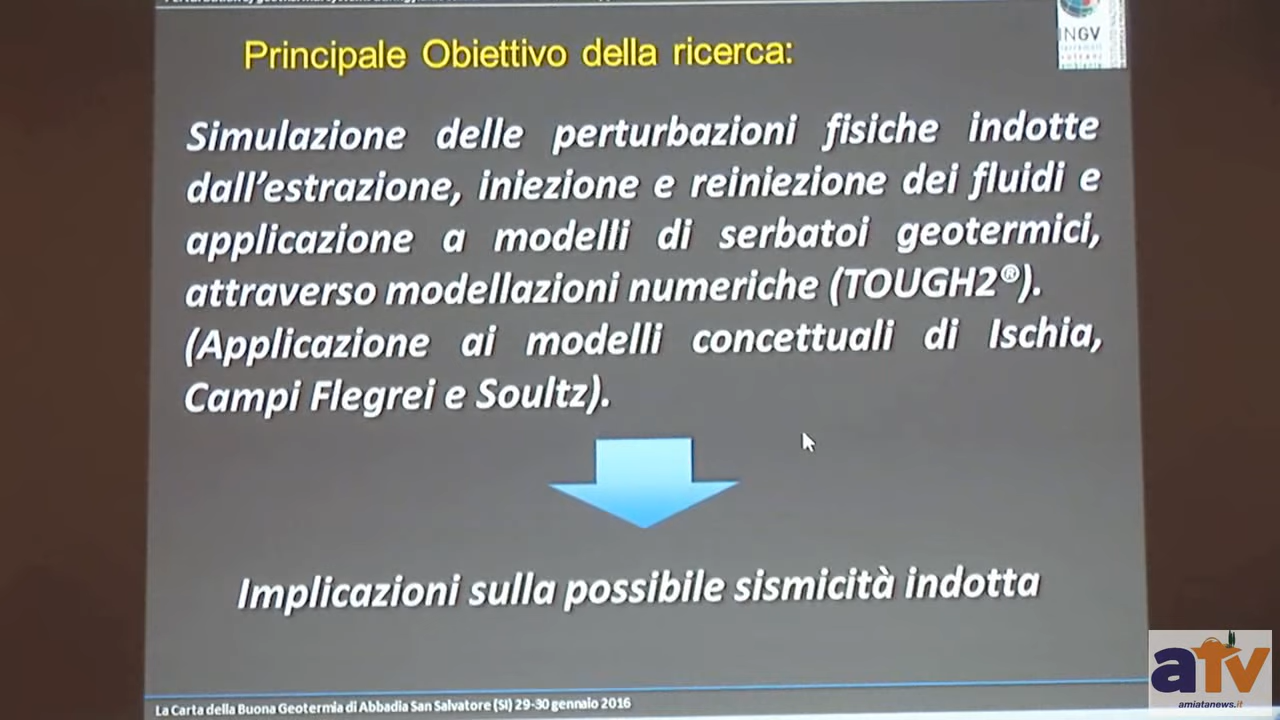 Principale Obiettivo della ricerca:
INGV
Simulazione delle perturbazioni fisiche indotte
dall'estrazione, iniezione e reiniezione dei fluidi e
applicazione a modelli di serbatoi geotermici,
attraverso modellazioni numeriche (TOUGH2®).
(Applicazione ai modelli concettuali di Ischia,
Campi Flegrei e Soultz).
Implicazioni sulla possibile sismicità indotta
La Carta della Buona Geotermia di Abbadia San Salvatore (SI) 29-30 gennaio 2016
aTv
amiatanews.it